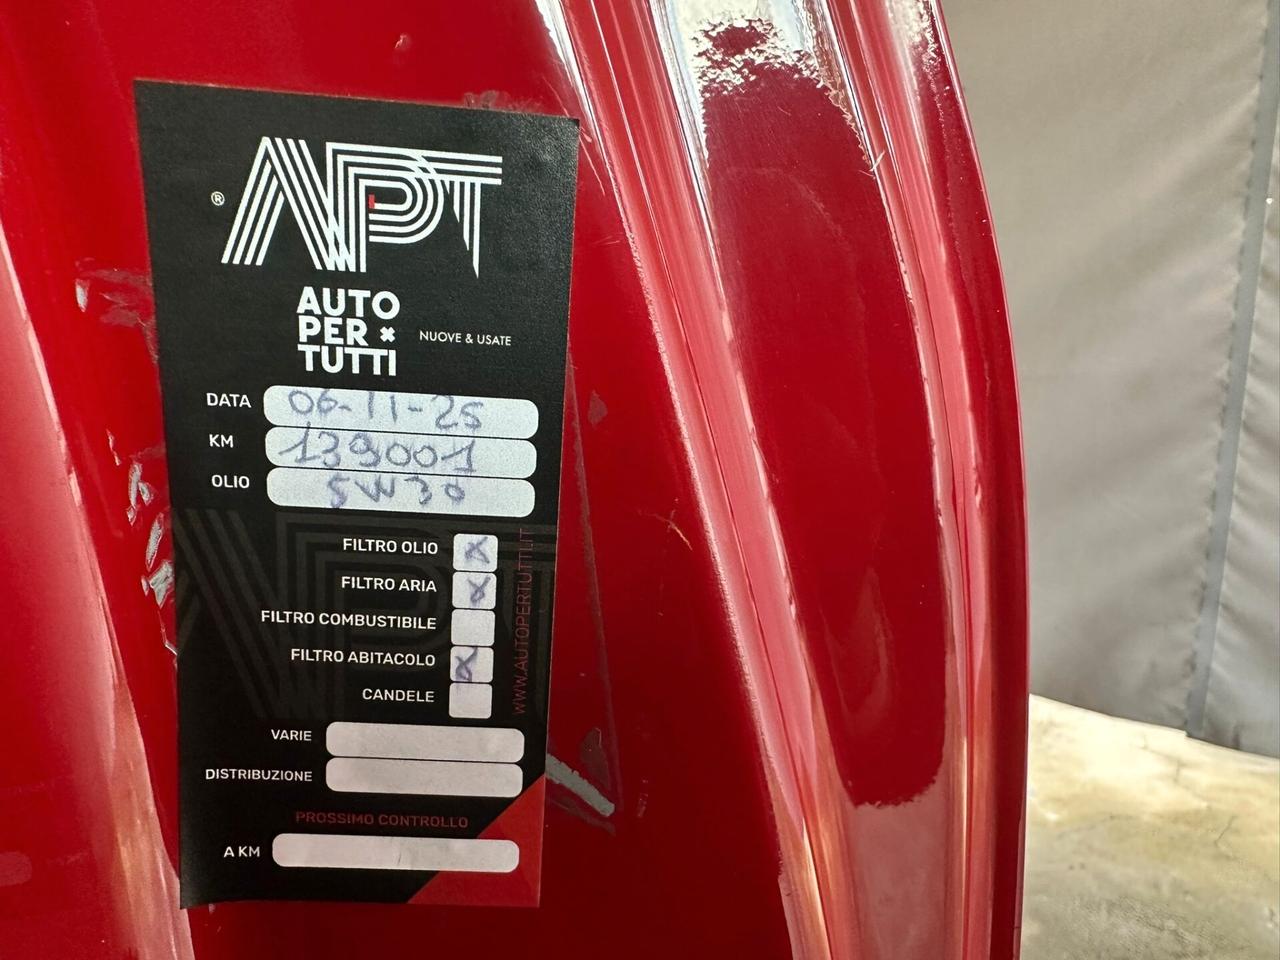 ® APT
AUTO
PER
TUTTI
NUOVE & USATE
DATA 06-11-25
KM 139001
OLIO 5W30
FILTRO OLIO X
FILTRO ARIA X
FILTRO COMBUSTIBILE
FILTRO ABITACOLO X
CANDELE
WWW.AUTOPERTUTTI.IT
VARIE
DISTRIBUZIONE
PROSSIMO CONTROLLO
A KM